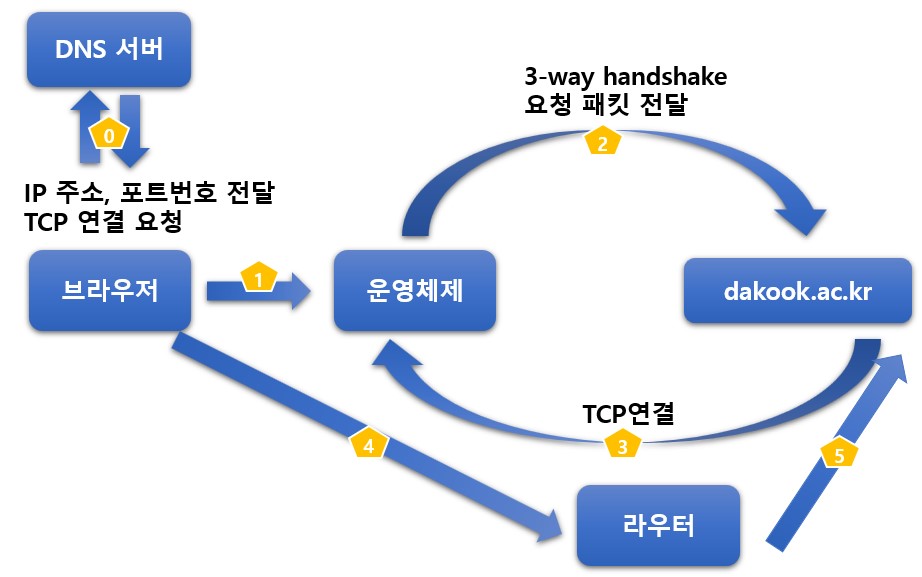 DNS 서버
0
IP 주소, 포트번호 전달
TCP 연결 요청
3-way handshake
요청 패킷 전달
2
브라우저
1
운영체제
dakook.ac.kr
TCP연결
3
4
5
라우터